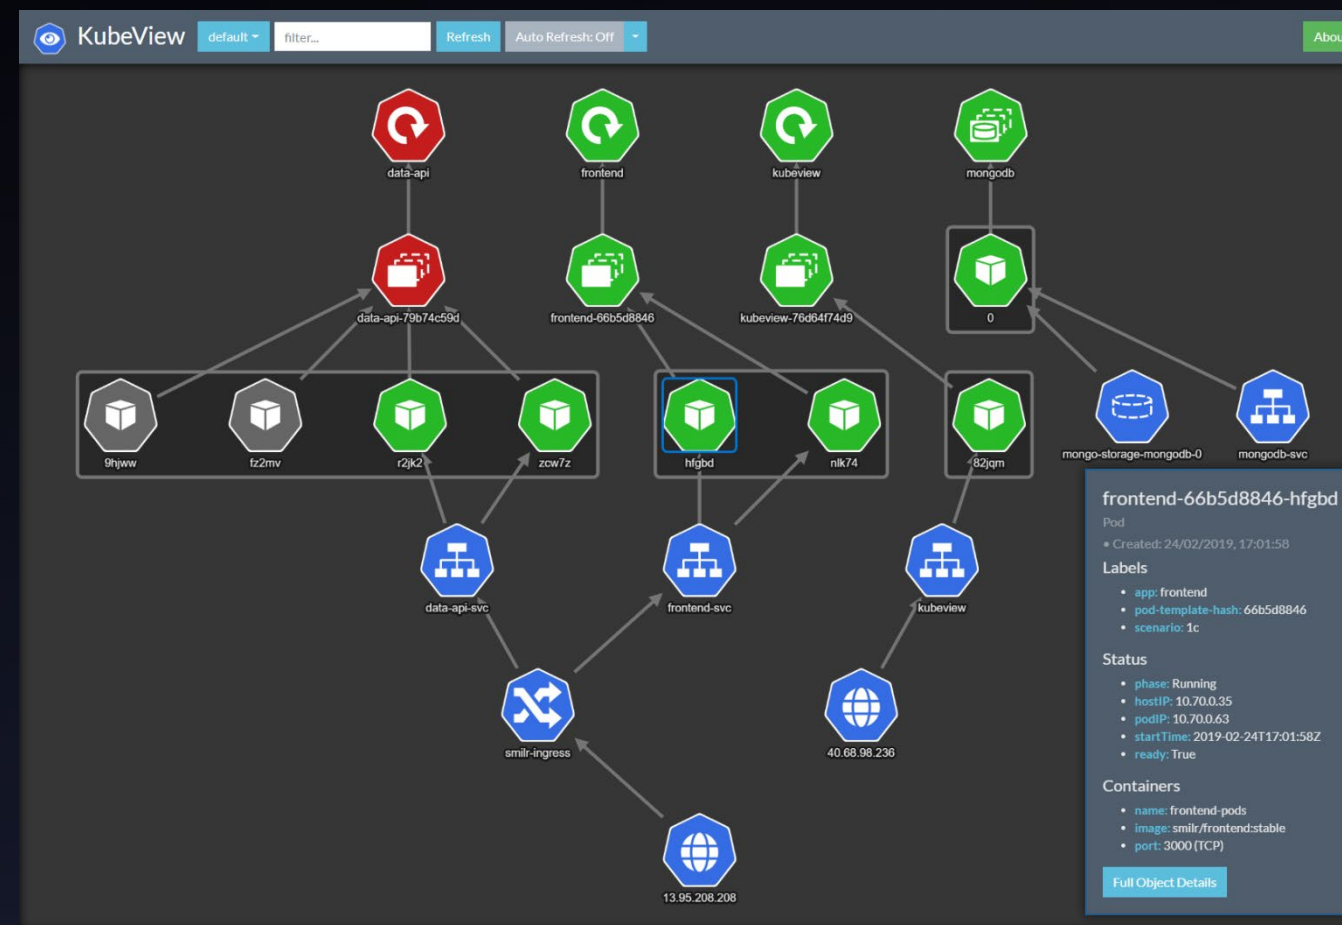 KubeView default filter... Refresh Auto Refresh: Off
data-api frontend kubeview mongodb
data-api-79b74c59d frontend-66b5d8846 kubeview-76d64f74d9 0
9hjww fz2mv r2jk2 zcw7z hfgbd nlk74 82jqm mongo-storage-mongodb-0 mongodb-svc
data-api-svc frontend-svc kubeview
smilr-ingress 40.68.98.236
13.95.208.208
frontend-66b5d8846-hfgbd
Pod
• Created: 24/02/2019, 17:01:58
Labels
• app: frontend
• pod-template-hash: 66b5d8846
• scenario: 1c
Status
• phase: Running
• hostIP: 10.70.0.35
• podIP: 10.70.0.63
• startTime: 2019-02-24T17:01:58Z
• ready: True
Containers
• name: frontend-pods
• image: smilr/frontend:stable
• port: 3000 (TCP)
Full Object Details